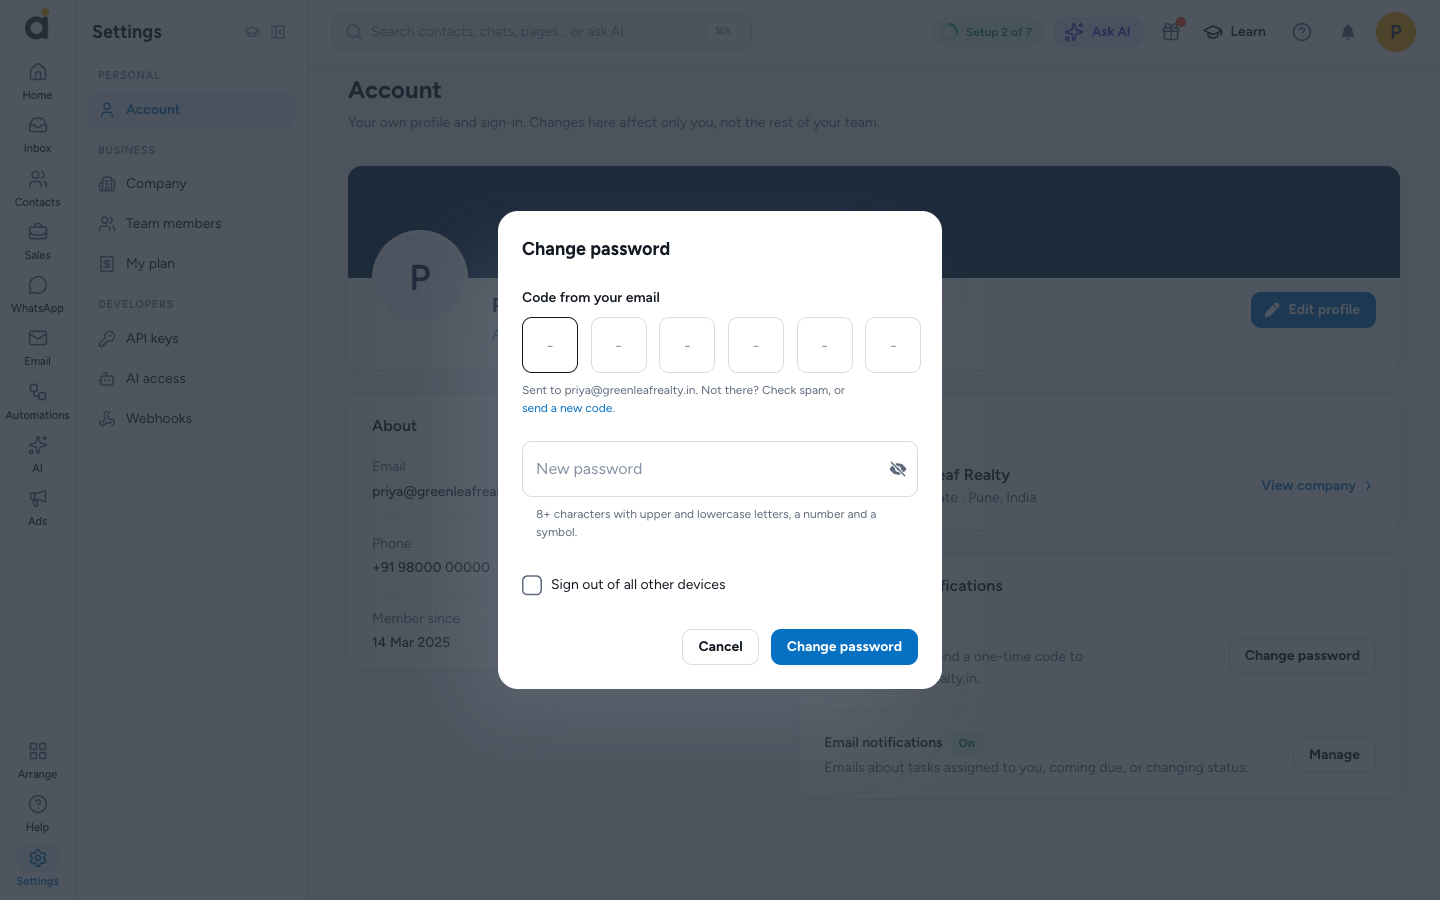 Settings
Search contacts, chats, pages... or ask AI
⌘K
Setup 2 of 7
Ask AI
Learn
P
Home
Inbox
Contacts
Sales
WhatsApp
Email
Automations
AI
Ads
Arrange
Help
Settings
PERSONAL
Account
BUSINESS
Company
Team members
My plan
DEVELOPERS
API keys
AI access
Webhooks
Account
Your own profile and sign-in. Changes here affect only you, not the rest of your team.
P
Edit profile
About
Email
priya@greenleafreal
Phone
+91 98000 00000
Member since
14 Mar 2025
Change password
Code from your email
- - - - - -
Sent to priya@greenleafrealty.in. Not there? Check spam, or
send a new code.
New password
8+ characters with upper and lowercase letters, a number and a
symbol.
Sign out of all other devices
Cancel
Change password
eaf Realty
te · Pune, India
View company
fications
nd a one-time code to
alty.in.
Change password
Email notifications On
Emails about tasks assigned to you, coming due, or changing status.
Manage